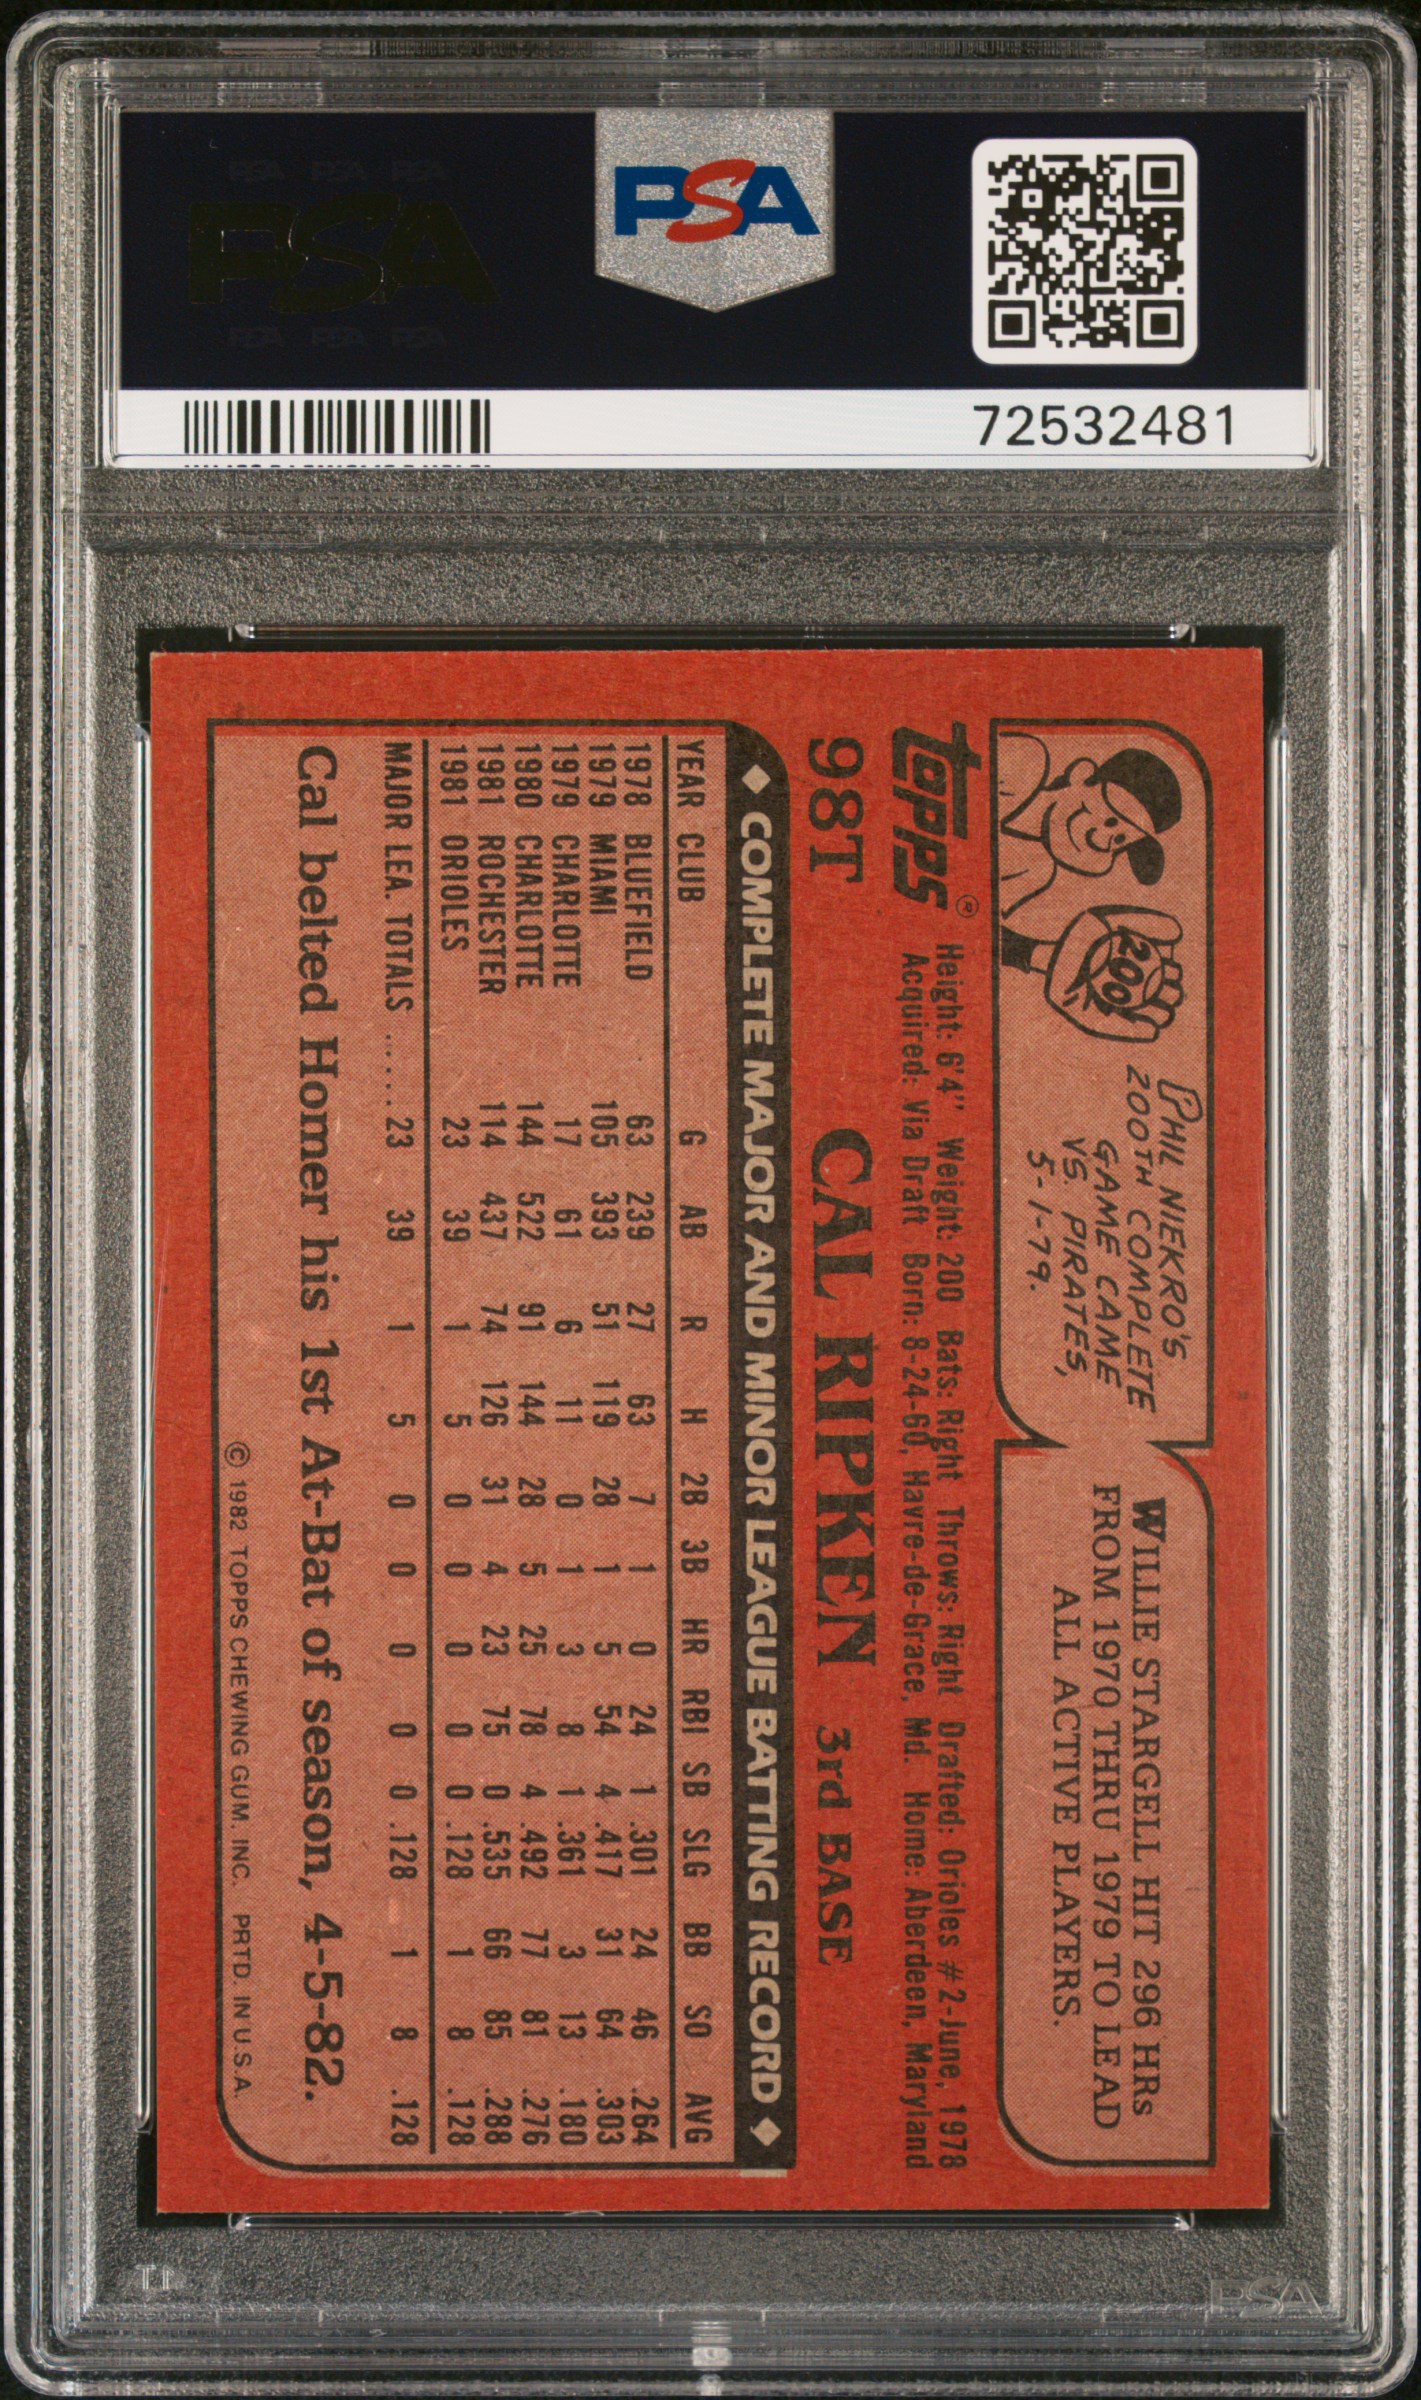 PSA PSA PSA
PSA
PSA PSA PSA
PSA
72532481
PHIL NIEKRO'S
200TH COMPLETE
GAME CAME
VS. PIRATES,
5-1-79.
200
WILLIE STARGELL HIT 296 HRS
FROM 1970 THRU 1979 TO LEAD
ALL ACTIVE PLAYERS.
topps®
Height: 6'4" Weight: 200 Bats: Right Throws: Right Drafted: Orioles #2-June, 1978
Acquired: Via Draft Born: 8-24-60, Havre-de-Grace, Md. Home: Aberdeen, Maryland
98T CAL RIPKEN 3rd BASE
◆ COMPLETE MAJOR AND MINOR LEAGUE BATTING RECORD ◆
YEAR CLUB G AB R H 2B 3B HR RBI SB SLG BB SO AVG
1978 BLUEFIELD 63 239 27 63 7 1 0 24 1 .301 24 46 .264
1979 MIAMI 105 393 51 119 28 1 5 54 4 .417 31 64 .303
1979 CHARLOTTE 17 61 6 11 0 1 3 8 1 .361 3 13 .180
1980 CHARLOTTE 144 522 91 144 28 5 25 78 4 .492 77 81 .276
1981 ROCHESTER 114 437 74 126 31 4 23 75 0 .535 66 85 .288
1981 ORIOLES 23 39 1 5 0 0 0 0 0 .128 1 8 .128
MAJOR LEA. TOTALS ..... 23 39 1 5 0 0 0 0 0 .128 1 8 .128
Cal belted Homer his 1st At-Bat of season, 4-5-82.
© 1982 TOPPS CHEWING GUM. INC. PRTD. IN U.S.A.
PSA